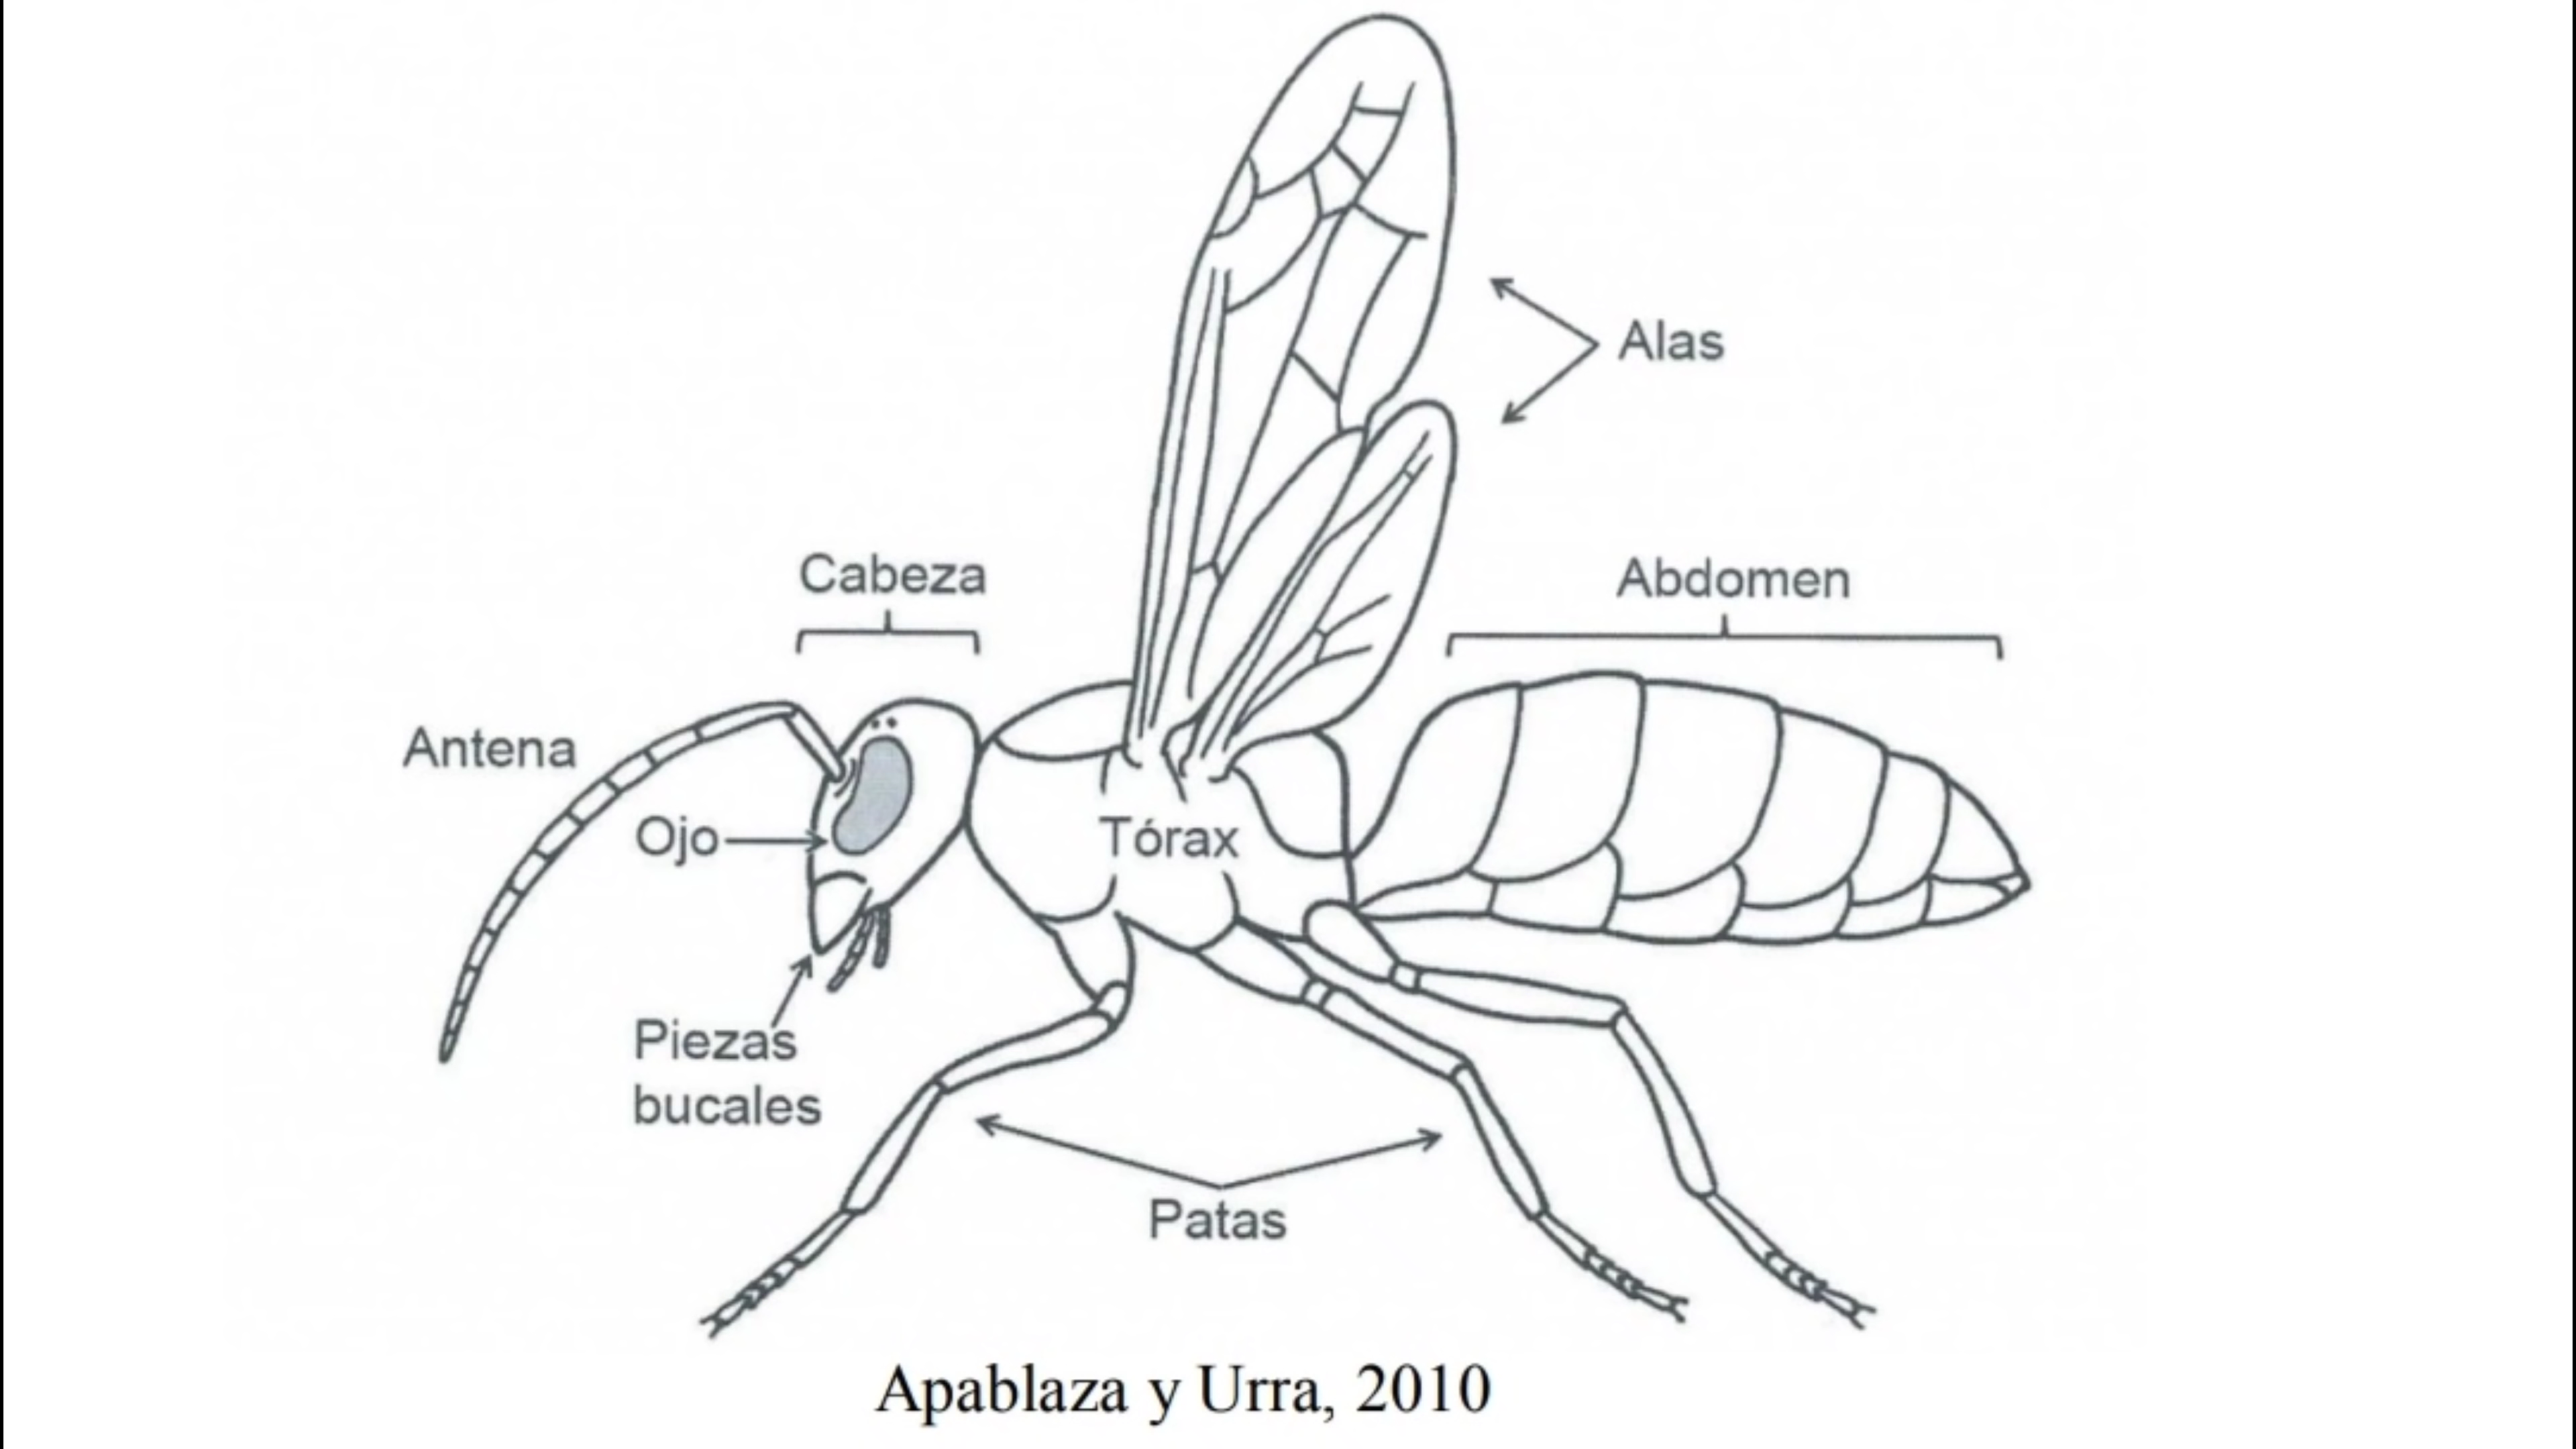 Alas
Cabeza
Abdomen
Antena
Ojo
Tórax
Piezas
bucales
Patas
Apablaza y Urra, 2010